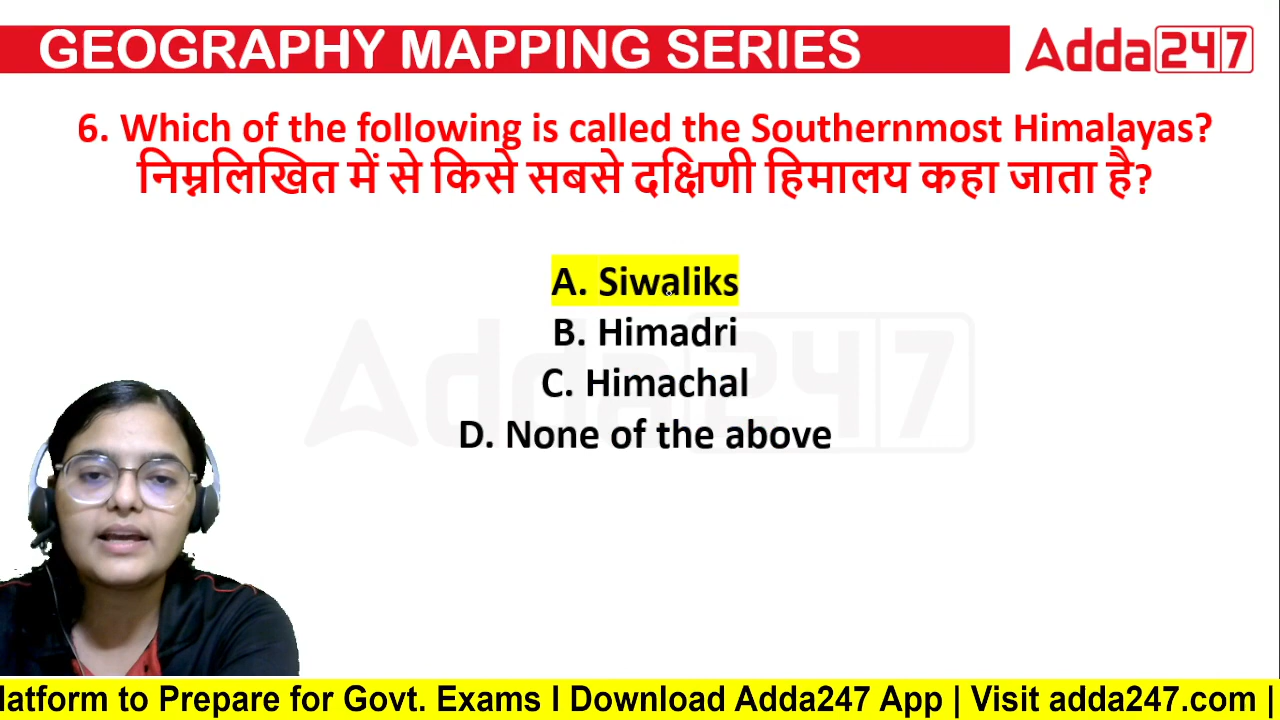 GEOGRAPHY MAPPING SERIES
Adda247
6. Which of the following is called the Southernmost Himalayas?
निम्नलिखित में से किसे सबसे दक्षिणी हिमालय कहा जाता है?
A. Siwaliks
B. Himadri
C. Himachal
D. None of the above
Adda247
latform to Prepare for Govt. Exams I Download Adda247 App | Visit adda247.com |